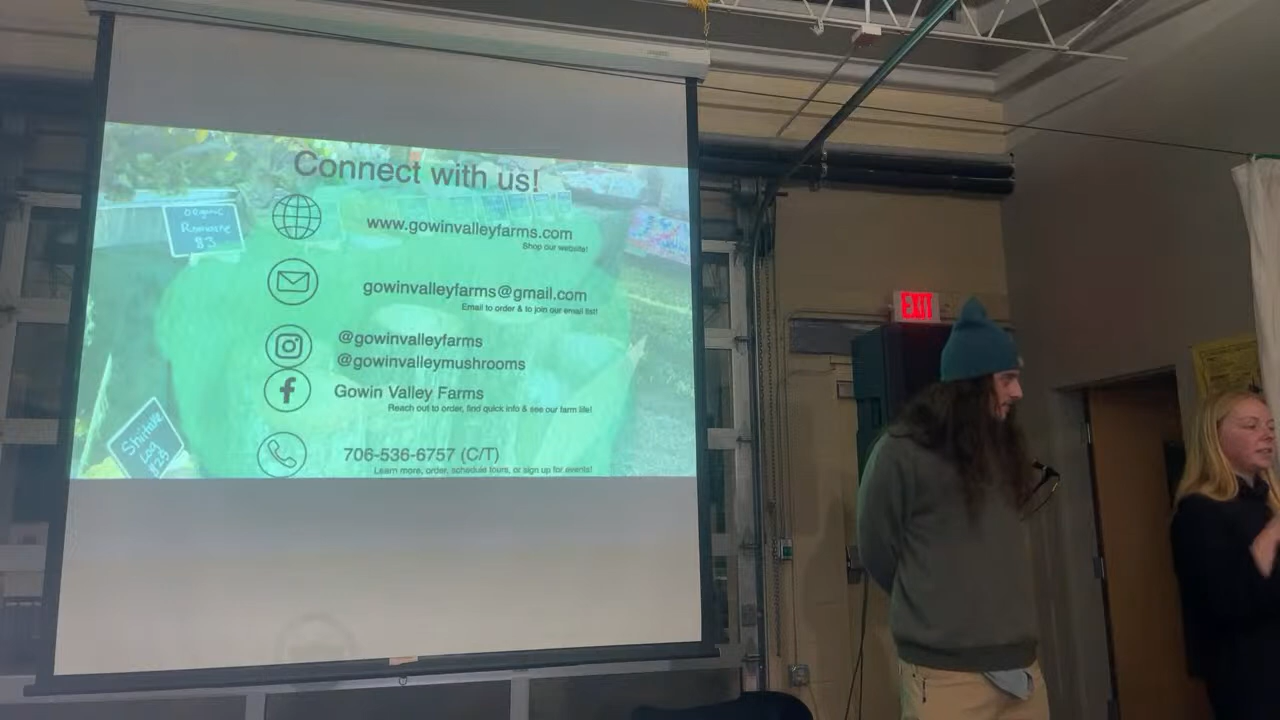 Connect with us!
Organic
Romaine
$3
www.gowinvalleyfarms.com
Shop our website!
gowinvalleyfarms@gmail.com
Email to order & to join our email list!
@gowinvalleyfarms
@gowinvalleymushrooms
Gowin Valley Farms
Reach out to order, find quick info & see our farm life!
Shiitake
Log
$25
706-536-6757 (C/T)
Learn more, order, schedule tours, or sign up for events!
EXIT